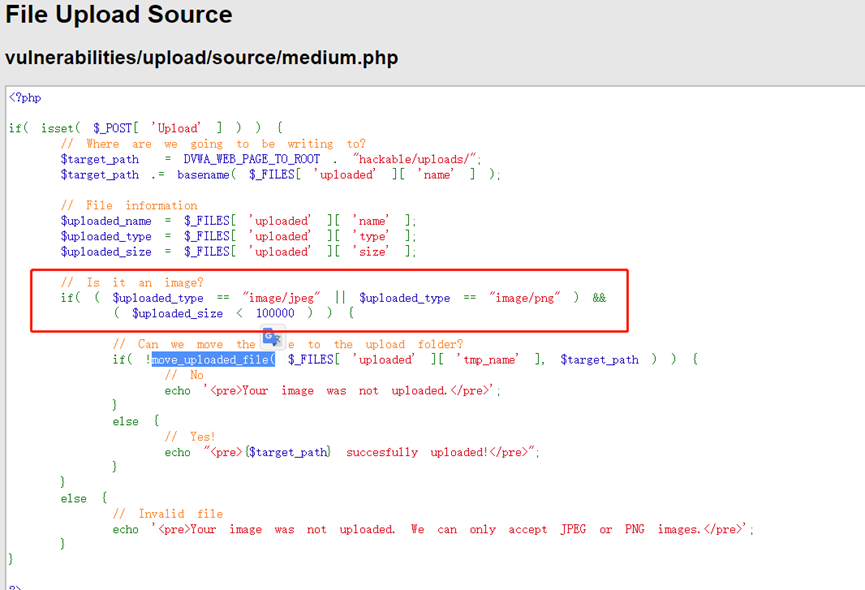 File Upload Source
vulnerabilities/upload/source/medium.php
<?php
if( isset( $_POST[ 'Upload' ] ) ) {
// Where are we going to be writing to?
$target_path = DVWA_WEB_PAGE_TO_ROOT . "hackable/uploads/";
$target_path .= basename( $_FILES[ 'uploaded' ][ 'name' ] );
// File information
$uploaded_name = $_FILES[ 'uploaded' ][ 'name' ];
$uploaded_type = $_FILES[ 'uploaded' ][ 'type' ];
$uploaded_size = $_FILES[ 'uploaded' ][ 'size' ];
// Is it an image?
if( ( $uploaded_type == "image/jpeg" || $uploaded_type == "image/png" ) &&
( $uploaded_size < 100000 ) ) {
// Can we move the e to the upload folder?
if( !move_uploaded_file( $_FILES[ 'uploaded' ][ 'tmp_name' ], $target_path ) ) {
// No
echo '<pre>Your image was not uploaded.</pre>';
}
else {
// Yes!
echo "<pre>{$target_path} succesfully uploaded!</pre>";
}
}
else {
// Invalid file
echo '<pre>Your image was not uploaded. We can only accept JPEG or PNG images.</pre>';
}
}
?>